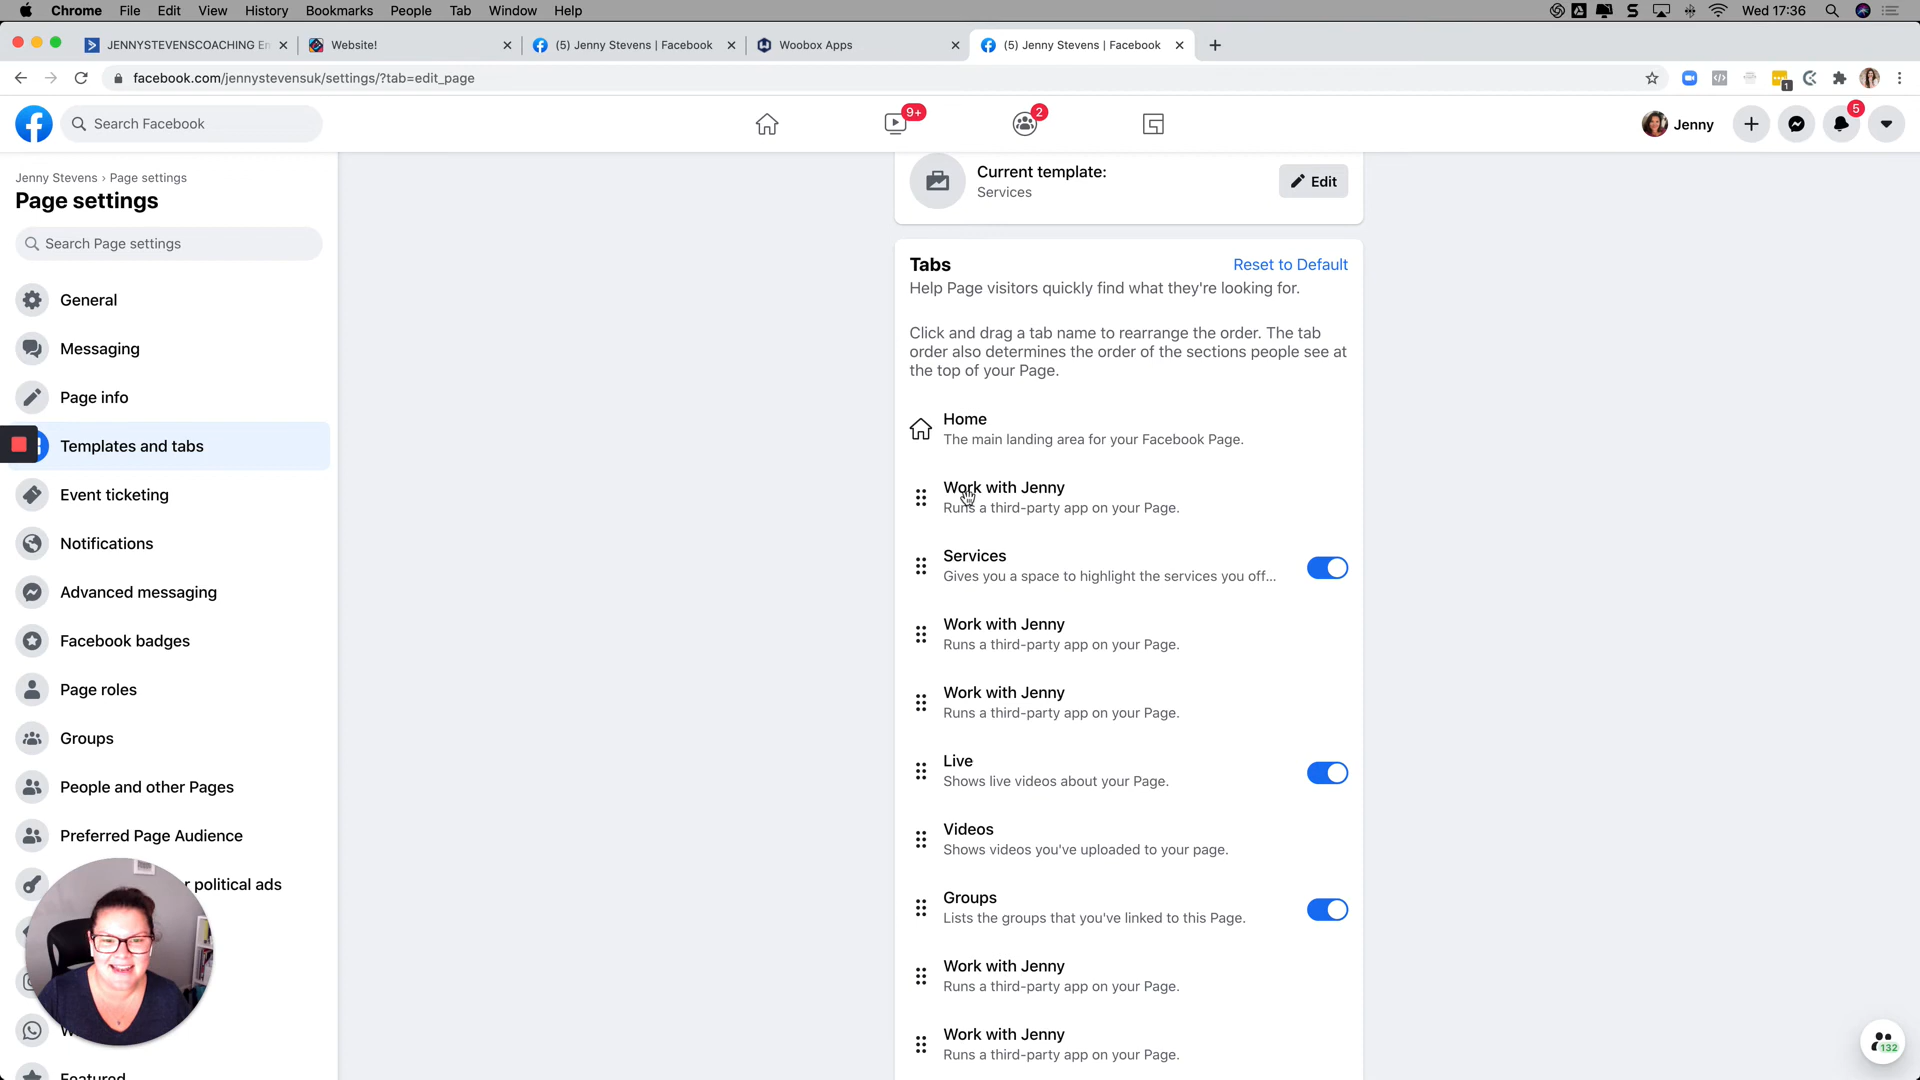 Chrome File Edit View History Bookmarks People Tab Window Help
Wed 17:36
JENNYSTEVENSCOACHING En
Website!
(5) Jenny Stevens | Facebook
Woobox Apps
(5) Jenny Stevens | Facebook
facebook.com/jennystevensuk/settings/?tab=edit_page
1
Search Facebook
9+
2
Jenny
5
Jenny Stevens › Page settings
Page settings
Search Page settings
General
Messaging
Page info
Templates and tabs
Event ticketing
Notifications
Advanced messaging
Facebook badges
Page roles
Groups
People and other Pages
Preferred Page Audience
r political ads
Featured
Current template:
Services
Edit
Tabs
Reset to Default
Help Page visitors quickly find what they're looking for.
Click and drag a tab name to rearrange the order. The tab
order also determines the order of the sections people see at
the top of your Page.
Home
The main landing area for your Facebook Page.
Work with Jenny
Runs a third-party app on your Page.
Services
Gives you a space to highlight the services you off...
Work with Jenny
Runs a third-party app on your Page.
Work with Jenny
Runs a third-party app on your Page.
Live
Shows live videos about your Page.
Videos
Shows videos you've uploaded to your page.
Groups
Lists the groups that you've linked to this Page.
Work with Jenny
Runs a third-party app on your Page.
Work with Jenny
Runs a third-party app on your Page.
132